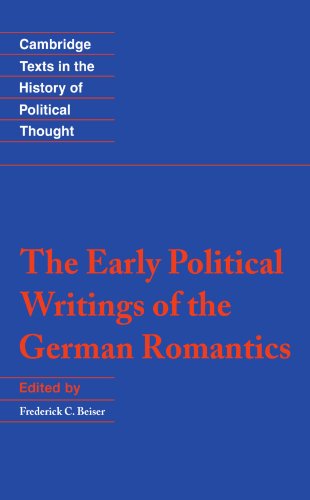 Cambridge
Texts in the
History of
Political
Thought
The Early Political
Writings of the
German Romantics
Edited by
Frederick C. Beiser